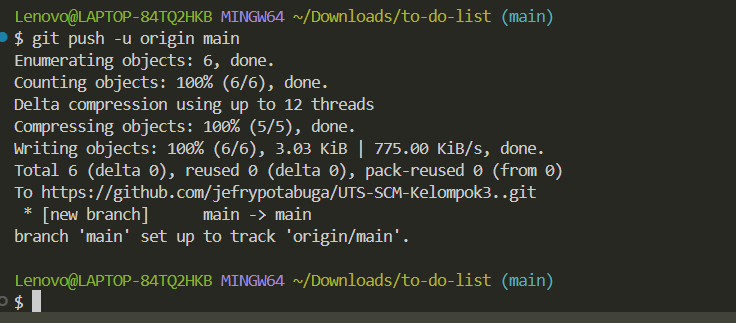 Lenovo@LAPTOP-84TQ2HKB MINGW64 ~/Downloads/to-do-list (main)
$ git push -u origin main
Enumerating objects: 6, done.
Counting objects: 100% (6/6), done.
Delta compression using up to 12 threads
Compressing objects: 100% (5/5), done.
Writing objects: 100% (6/6), 3.03 KiB | 775.00 KiB/s, done.
Total 6 (delta 0), reused 0 (delta 0), pack-reused 0 (from 0)
To https://github.com/jefrypotabuga/UTS-SCM-Kelompok3..git
 * [new branch]      main -> main
branch 'main' set up to track 'origin/main'.
Lenovo@LAPTOP-84TQ2HKB MINGW64 ~/Downloads/to-do-list (main)
$